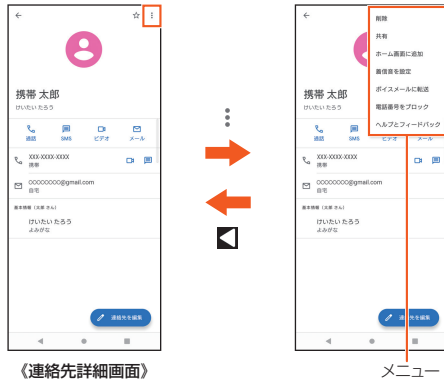 携帯 太郎
けいたい たろう
通話 SMS ビデオ メール
XXX-XXXX-XXXX
携帯
OOOOOOOO@gmail.com
自宅
基本情報 (太郎 さん)
けいたい たろう
よみがな
連絡先を編集
《連絡先詳細画面》
削除
共有
ホーム画面に追加
着信音を設定
ボイスメールに転送
電話番号をブロック
ヘルプとフィードバック
携帯 太郎
けいたい たろう
通話 SMS ビデオ メール
XXX-XXXX-XXXX
携帯
OOOOOOOO@gmail.com
自宅
基本情報 (太郎 さん)
けいたい たろう
よみがな
連絡先を編集
メニュー